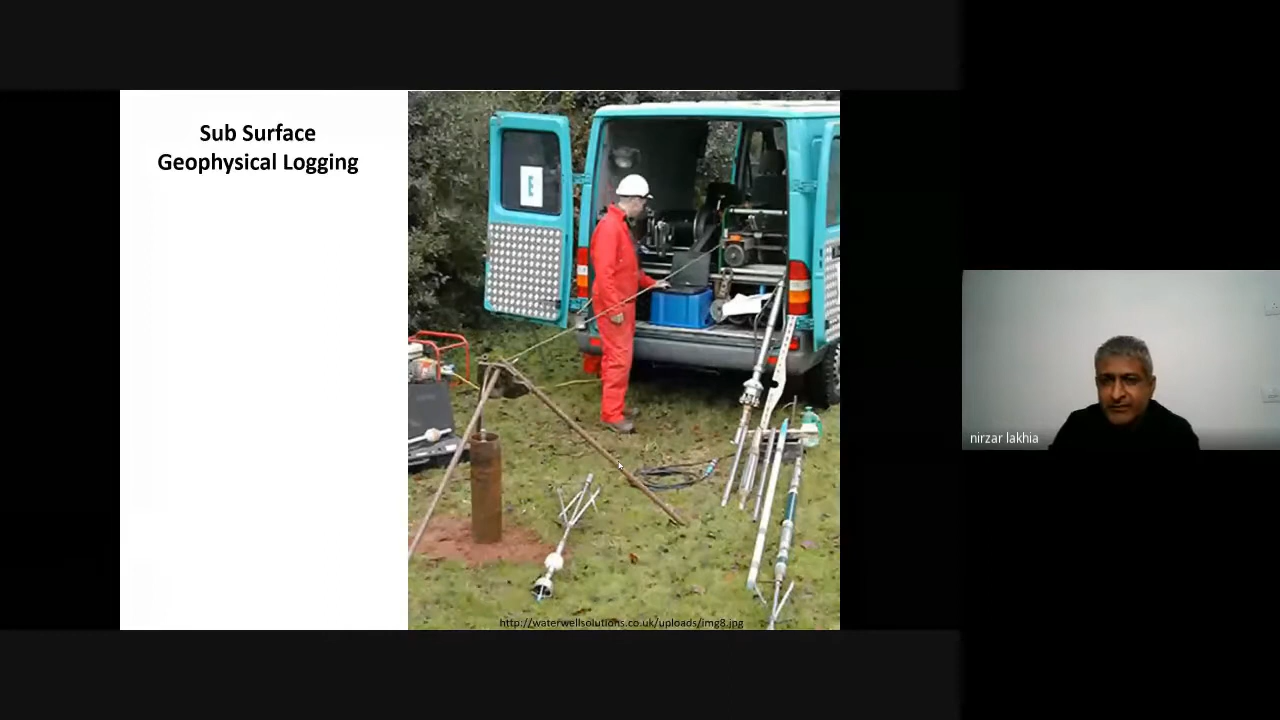 Sub Surface
Geophysical Logging
E
nirzar lakhia
http://waterwellsolutions.co.uk/uploads/img8.jpg